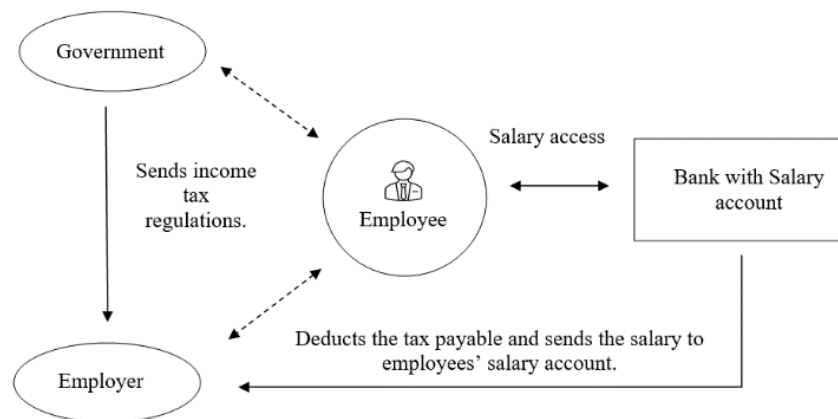 Government
Salary access
Sends income
tax
regulations.
Employee
Bank with Salary
account
Deducts the tax payable and sends the salary to
employees’ salary account.
Employer